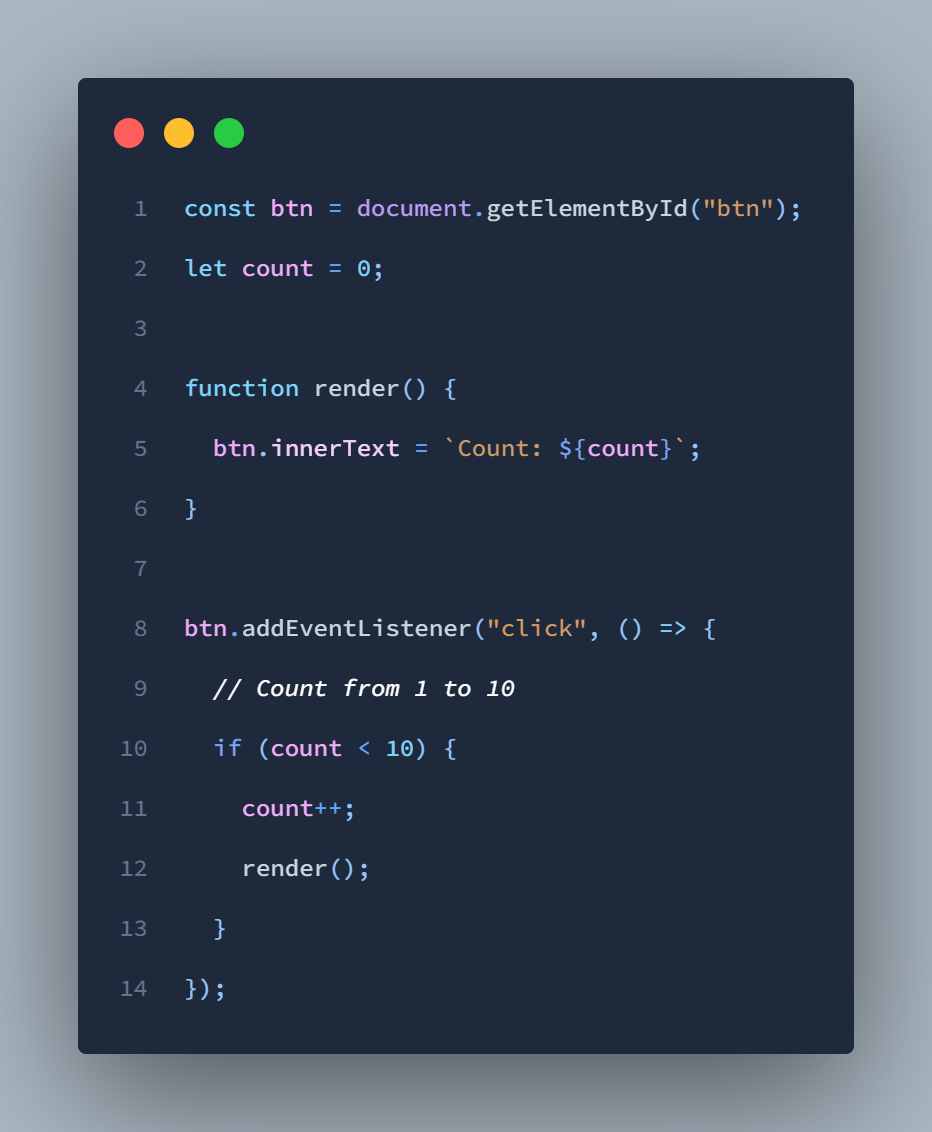 1 const btn = document.getElementById("btn");
2 let count = 0;
3
4 function render() {
5   btn.innerText = `Count: ${count}`;
6 }
7
8 btn.addEventListener("click", () => {
9   // Count from 1 to 10
10   if (count < 10) {
11     count++;
12     render();
13   }
14 });